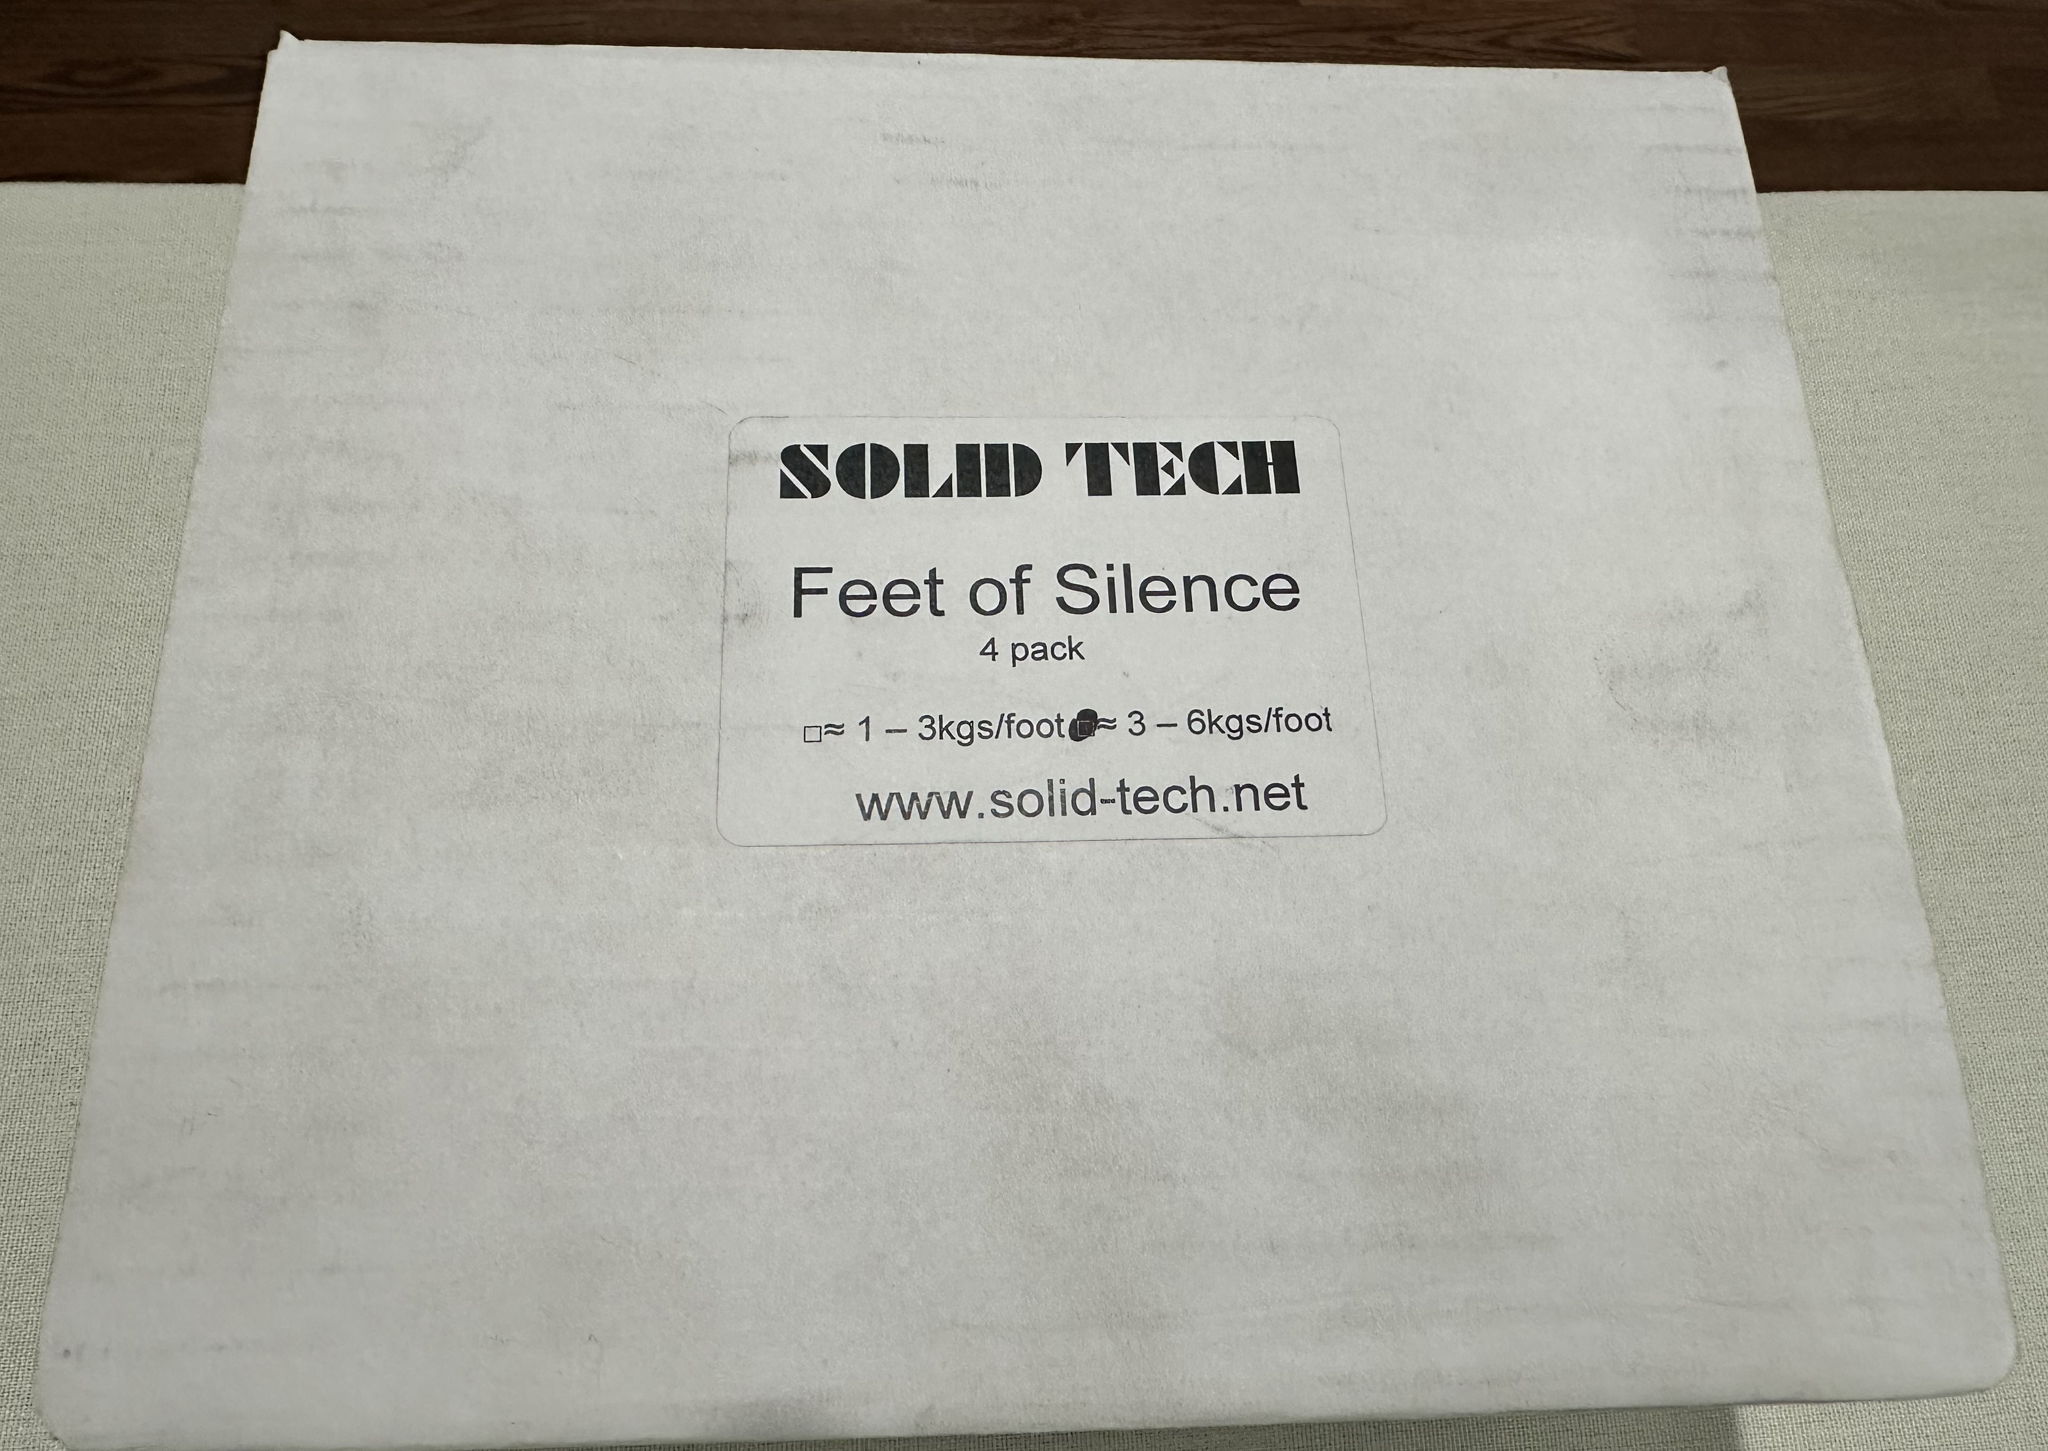 SOLID TECH
Feet of Silence
4 pack
□≈ 1 – 3kgs/foot □≈ 3 – 6kgs/foot
www.solid-tech.net